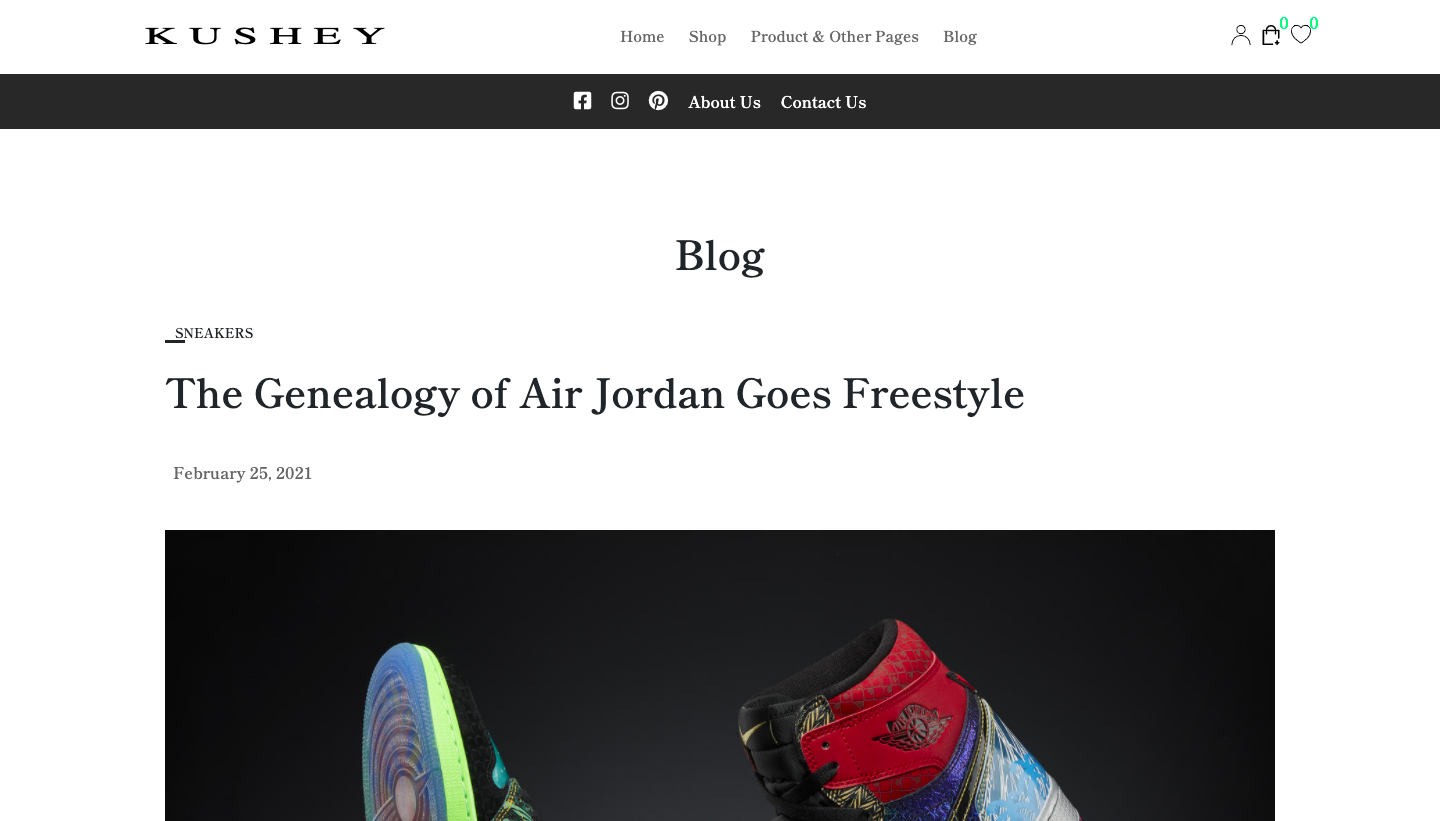 KUSHEY
Home Shop Product & Other Pages Blog
0 0
About Us Contact Us
Blog
SNEAKERS
The Genealogy of Air Jordan Goes Freestyle
February 25, 2021